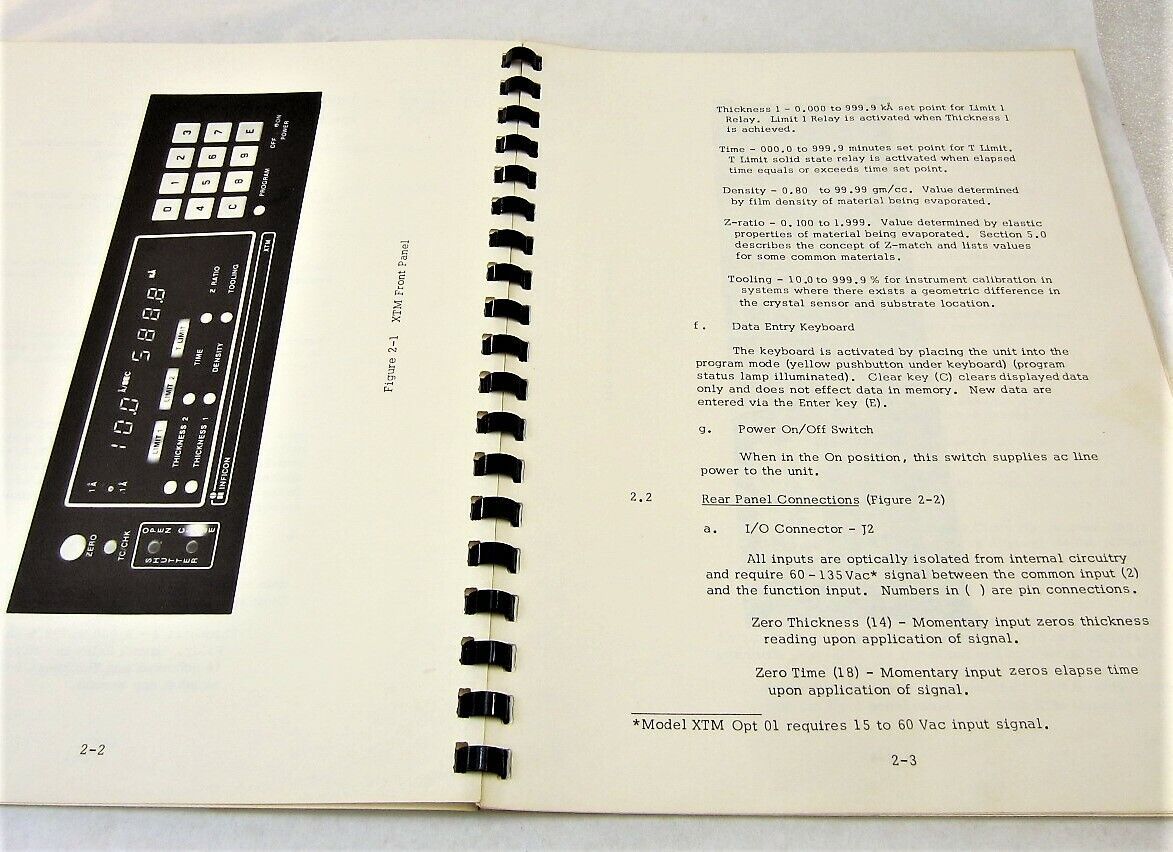 3
7
E
2
6
9
1
5
8
0
4
C
OFF
ON
POWER
PROGRAM
XTM
10.0 Å/SEC 588.8 kÅ
LIMIT 1
LIMIT 2
T LIMIT
THICKNESS 2
TIME
Z RATIO
THICKNESS 1
DENSITY
TOOLING
1Å
1Å
INFICON
ZERO
TC/CHK
OPEN
SHUTTER
Figure 2-1 XTM Front Panel
2-2
Thickness 1 - 0.000 to 999.9 kÅ set point for Limit 1
Relay. Limit 1 Relay is activated when Thickness 1
is achieved.
Time - 000.0 to 999.9 minutes set point for T Limit.
T Limit solid state relay is activated when elapsed
time equals or exceeds time set point.
Density - 0.80 to 99.99 gm/cc. Value determined
by film density of material being evaporated.
Z-ratio - 0.100 to 1.999. Value determined by elastic
properties of material being evaporated. Section 5.0
describes the concept of Z-match and lists values
for some common materials.
Tooling - 10.0 to 999.9 % for instrument calibration in
systems where there exists a geometric difference in
the crystal sensor and substrate location.
f. Data Entry Keyboard
The keyboard is activated by placing the unit into the
program mode (yellow pushbutton under keyboard) (program
status lamp illuminated). Clear key (C) clears displayed data
only and does not effect data in memory. New data are
entered via the Enter key (E).
g. Power On/Off Switch
When in the On position, this switch supplies ac line
power to the unit.
2.2 Rear Panel Connections (Figure 2-2)
a. I/O Connector - J2
All inputs are optically isolated from internal circuitry
and require 60-135 Vac* signal between the common input (2)
and the function input. Numbers in ( ) are pin connections.
Zero Thickness (14) - Momentary input zeros thickness
reading upon application of signal.
Zero Time (18) - Momentary input zeros elapse time
upon application of signal.
*Model XTM Opt 01 requires 15 to 60 Vac input signal.
2-3